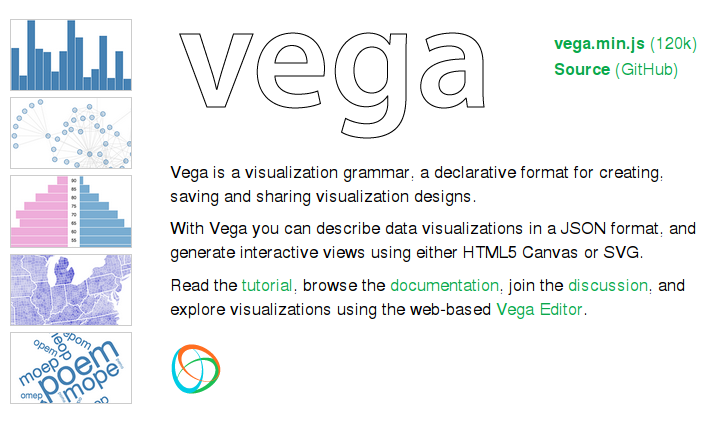 vega
vega.min.js (120k)
Source (GitHub)
Vega is a visualization grammar, a declarative format for creating,
saving and sharing visualization designs.
With Vega you can describe data visualizations in a JSON format, and
generate interactive views using either HTML5 Canvas or SVG.
Read the tutorial, browse the documentation, join the discussion, and
explore visualizations using the web-based Vega Editor.
90
85
80
75
70
65
60
55
poem
opem
moep
poem
mope
omep